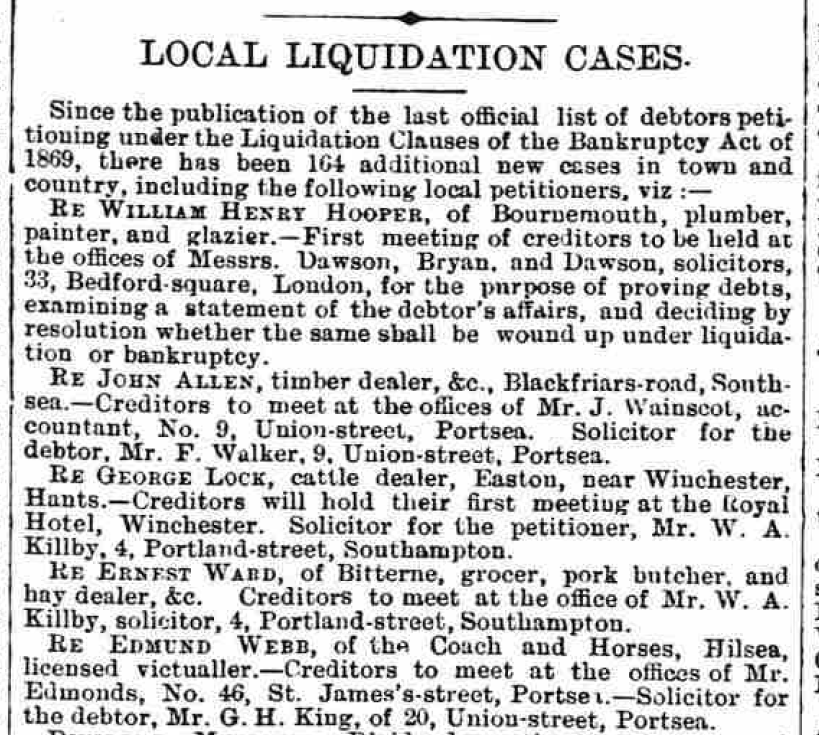 LOCAL LIQUIDATION CASES.
Since the publication of the last official list of debtors peti-
tioning under the Liquidation Clauses of the Bankruptcy Act of
1869, there has been 164 additional new cases in town and
country, including the following local petitioners, viz :—
RE WILLIAM HENRY HOOPER, of Bournemouth, plumber,
painter, and glazier.—First meeting of creditors to be held at
the offices of Messrs. Dawson, Bryan, and Dawson, solicitors,
33, Bedford-square, London, for the purpose of proving debts,
examining a statement of the debtor's affairs, and deciding by
resolution whether the same shall be wound up under liquida-
tion or bankruptcy.
RE JOHN ALLEN, timber dealer, &c., Blackfriars-road, South-
sea.—Creditors to meet at the offices of Mr. J. Wainscot, ac-
countant, No. 9, Union-street, Portsea. Solicitor for the
debtor, Mr. F. Walker, 9, Union-street, Portsea.
RE GEORGE LOCK, cattle dealer, Easton, near Winchester,
Hants.—Creditors will hold their first meeting at the Royal
Hotel, Winchester. Solicitor for the petitioner, Mr. W. A.
Killby, 4, Portland-street, Southampton.
RE ERNEST WARD, of Bitterne, grocer, pork butcher, and
hay dealer, &c. Creditors to meet at the office of Mr. W. A.
Killby, solicitor, 4, Portland-street, Southampton.
RE EDMUND WEBB, of the Coach and Horses, Hilsea,
licensed victualler.—Creditors to meet at the offices of Mr.
Edmonds, No. 46, St. James's-street, Portsea.—Solicitor for
the debtor, Mr. G. H. King, of 20, Union-street, Portsea.